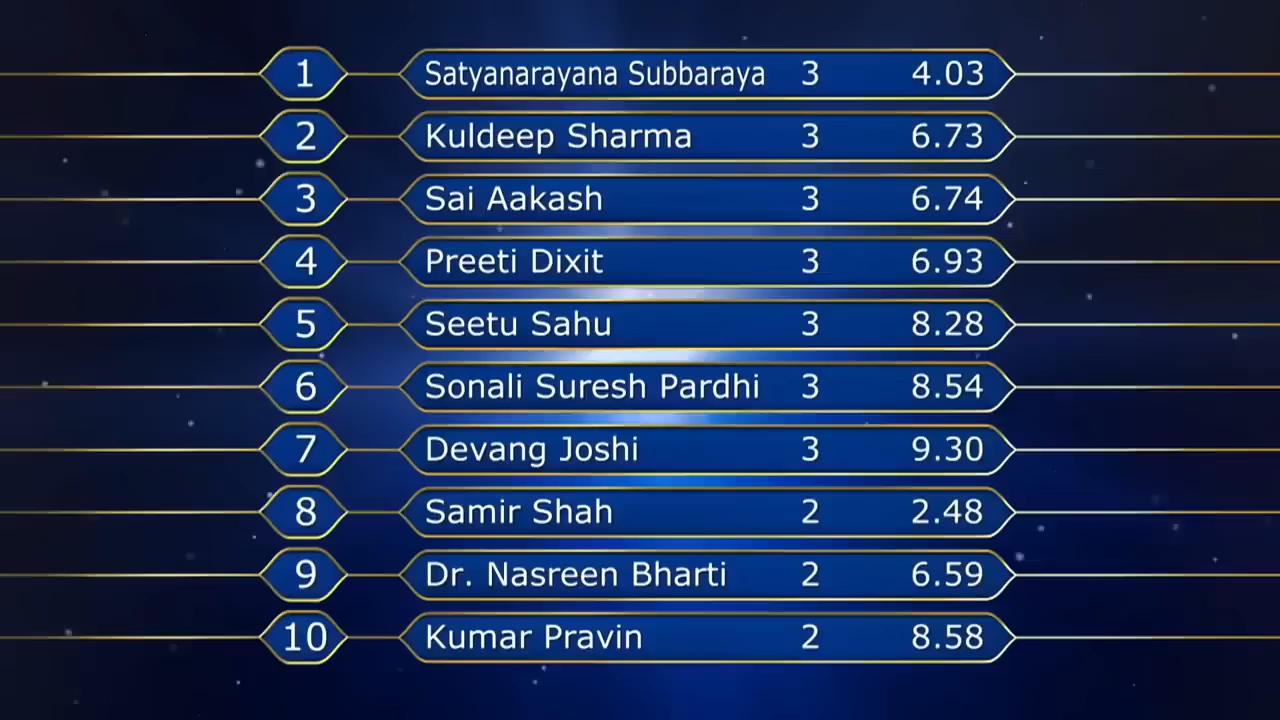 1 Satyanarayana Subbaraya 3 4.03
2 Kuldeep Sharma 3 6.73
3 Sai Aakash 3 6.74
4 Preeti Dixit 3 6.93
5 Seetu Sahu 3 8.28
6 Sonali Suresh Pardhi 3 8.54
7 Devang Joshi 3 9.30
8 Samir Shah 2 2.48
9 Dr. Nasreen Bharti 2 6.59
10 Kumar Pravin 2 8.58